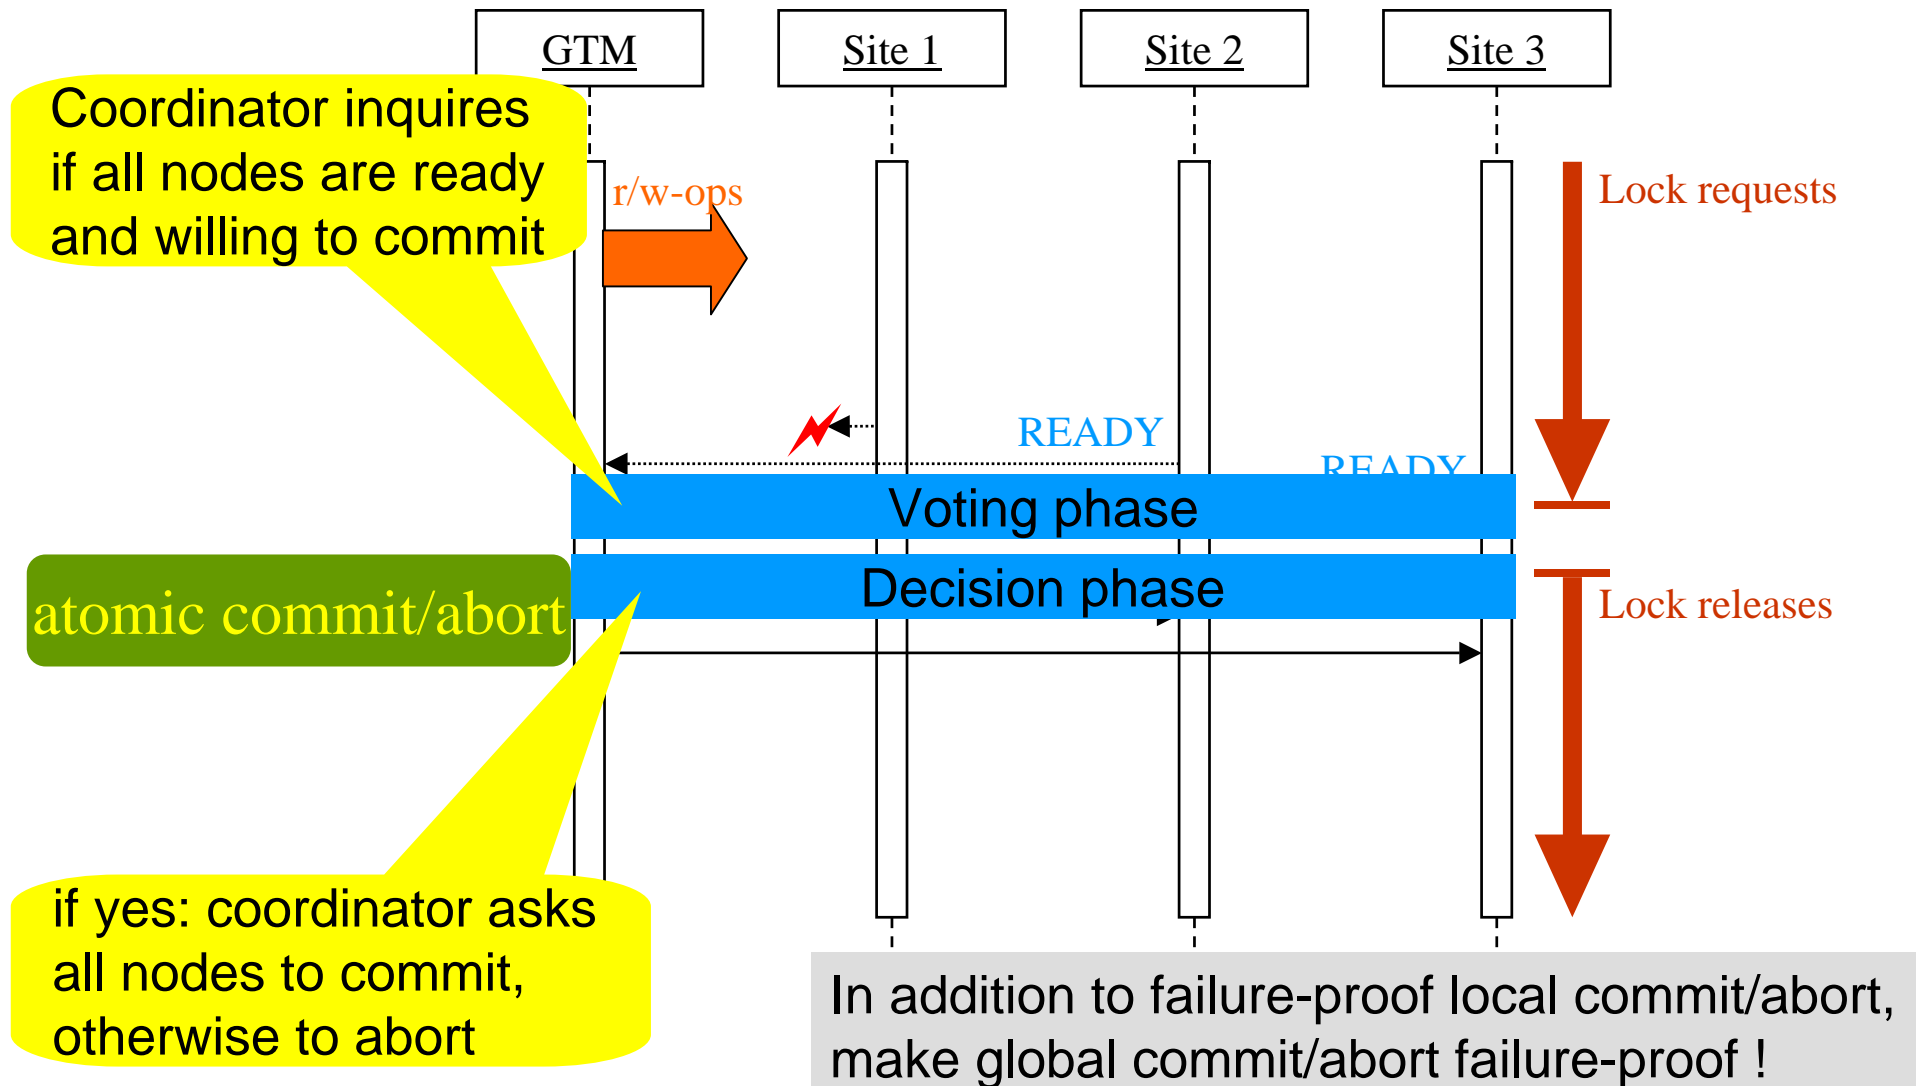 GTM
Site 1
Site 2
Site 3
Coordinator inquires
if all nodes are ready
and willing to commit
r/w-ops
Lock requests
READY
READY
Voting phase
Decision phase
atomic commit/abort
Lock releases
if yes: coordinator asks
all nodes to commit,
otherwise to abort
In addition to failure-proof local commit/abort,
make global commit/abort failure-proof !